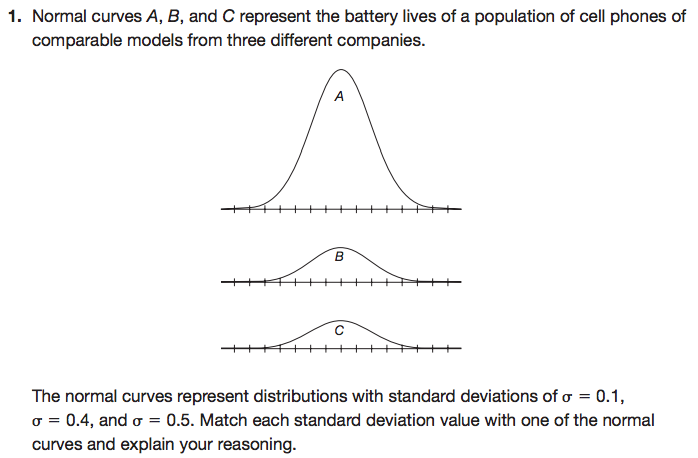 1. Normal curves A, B, and C represent the battery lives of a population of cell phones of
comparable models from three different companies.
A
B
C
The normal curves represent distributions with standard deviations of σ = 0.1,
σ = 0.4, and σ = 0.5. Match each standard deviation value with one of the normal
curves and explain your reasoning.